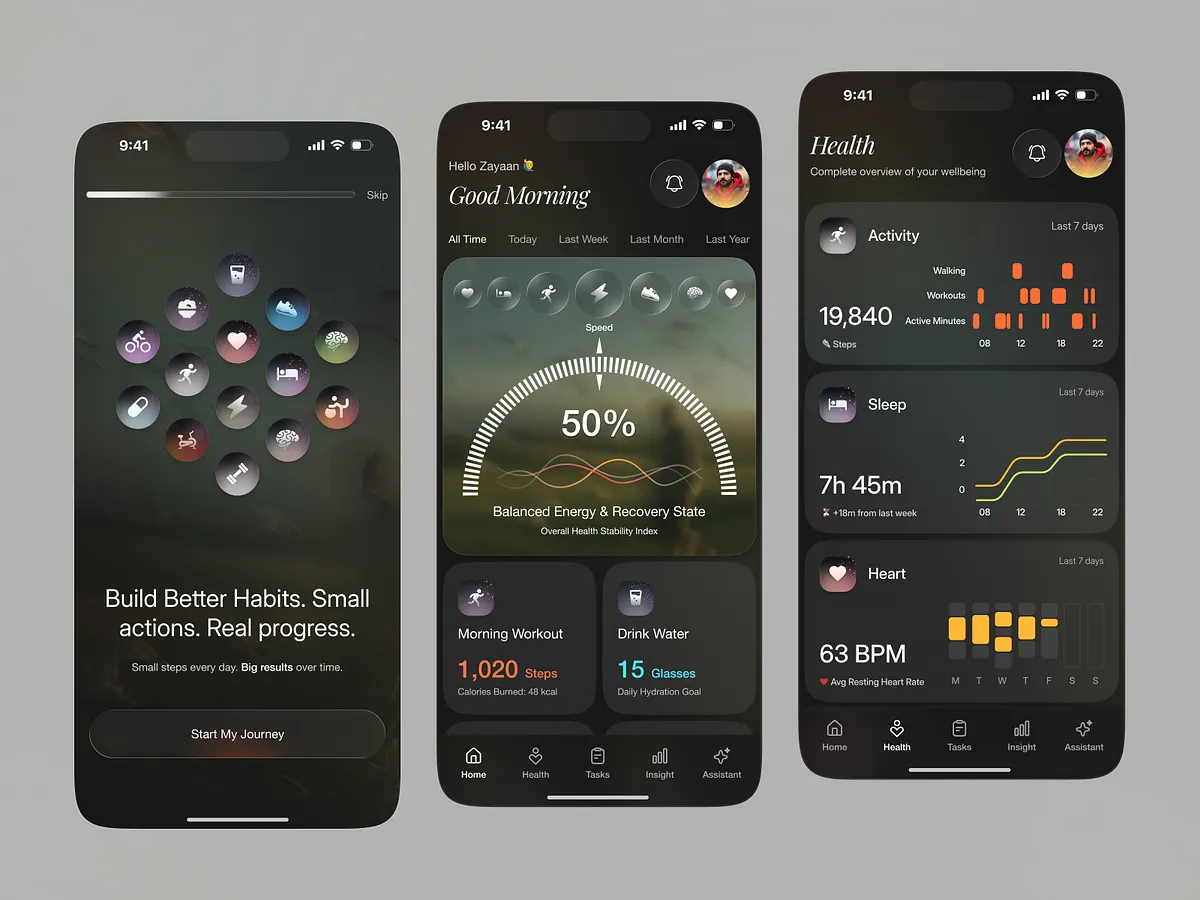 9:41
Skip
Build Better Habits. Small
actions. Real progress.
Small steps every day. Big results over time.
Start My Journey
9:41
Hello Zayaan
Good Morning
All Time Today Last Week Last Month Last Year
Speed
50%
Balanced Energy & Recovery State
Overall Health Stability Index
Morning Workout
1,020 Steps
Calories Burned: 48 kcal
Drink Water
15 Glasses
Daily Hydration Goal
Home Health Tasks Insight Assistant
9:41
Health
Complete overview of your wellbeing
Activity
Last 7 days
Walking
Workouts
Active Minutes
19,840
Steps
08 12 18 22
Sleep
Last 7 days
4
2
0
7h 45m
+18m from last week
08 12 18 22
Heart
Last 7 days
63 BPM
Avg Resting Heart Rate
M T W T F S S
Home Health Tasks Insight Assistant